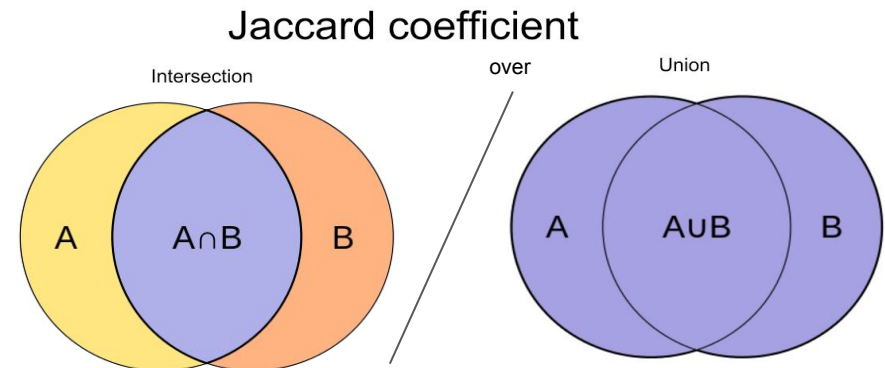 Jaccard coefficient
Intersection
over
Union
A
A∩B
B
A
A∪B
B